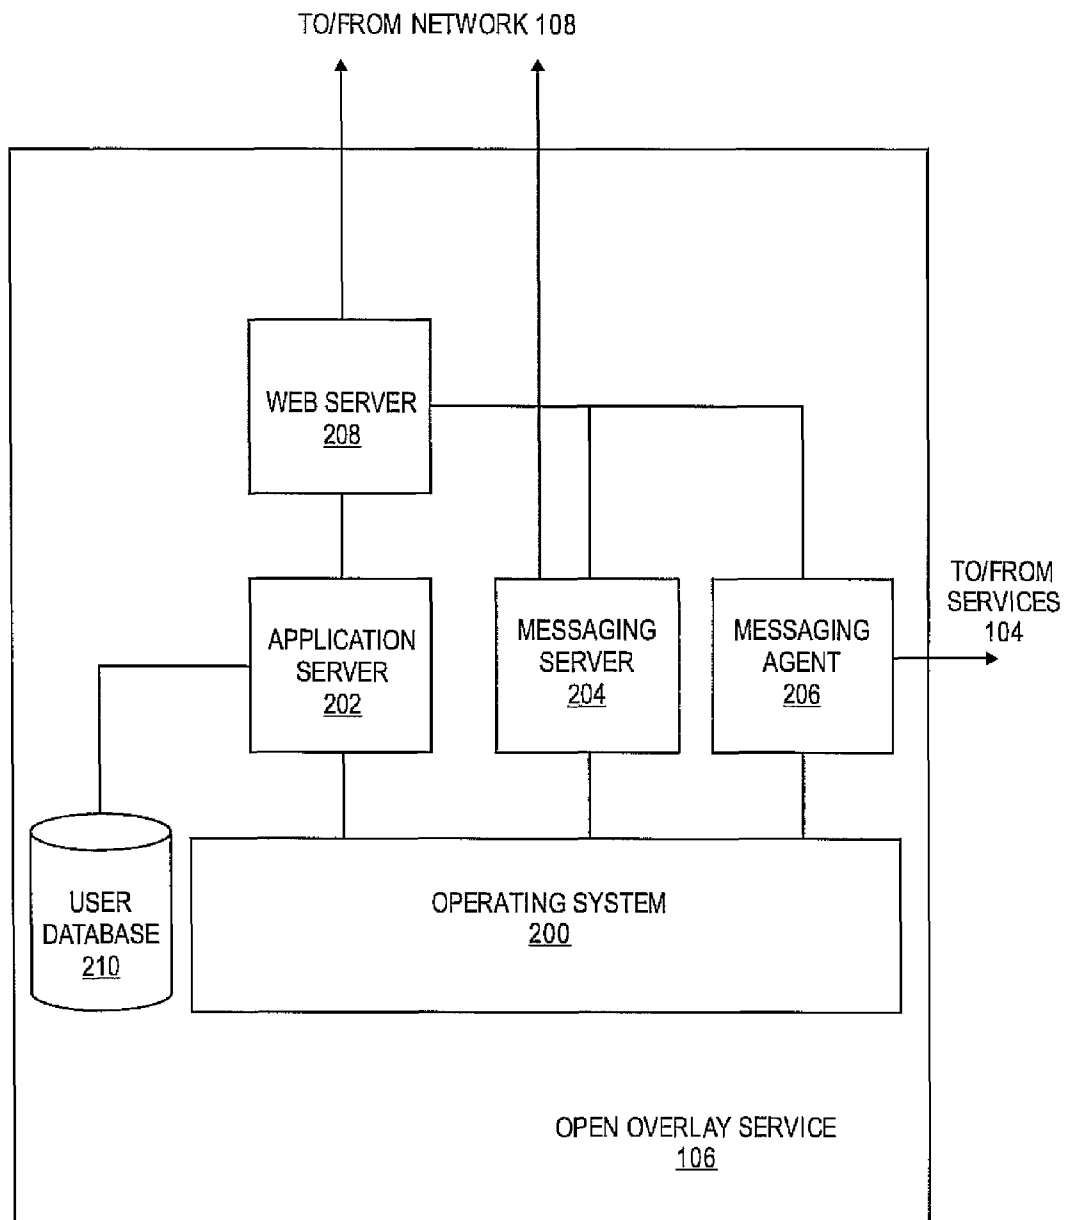 TO/FROM NETWORK 108
WEB SERVER
208
APPLICATION
SERVER
202
MESSAGING
SERVER
204
MESSAGING
AGENT
206
TO/FROM
SERVICES
104
USER
DATABASE
210
OPERATING SYSTEM
200
OPEN OVERLAY SERVICE
106